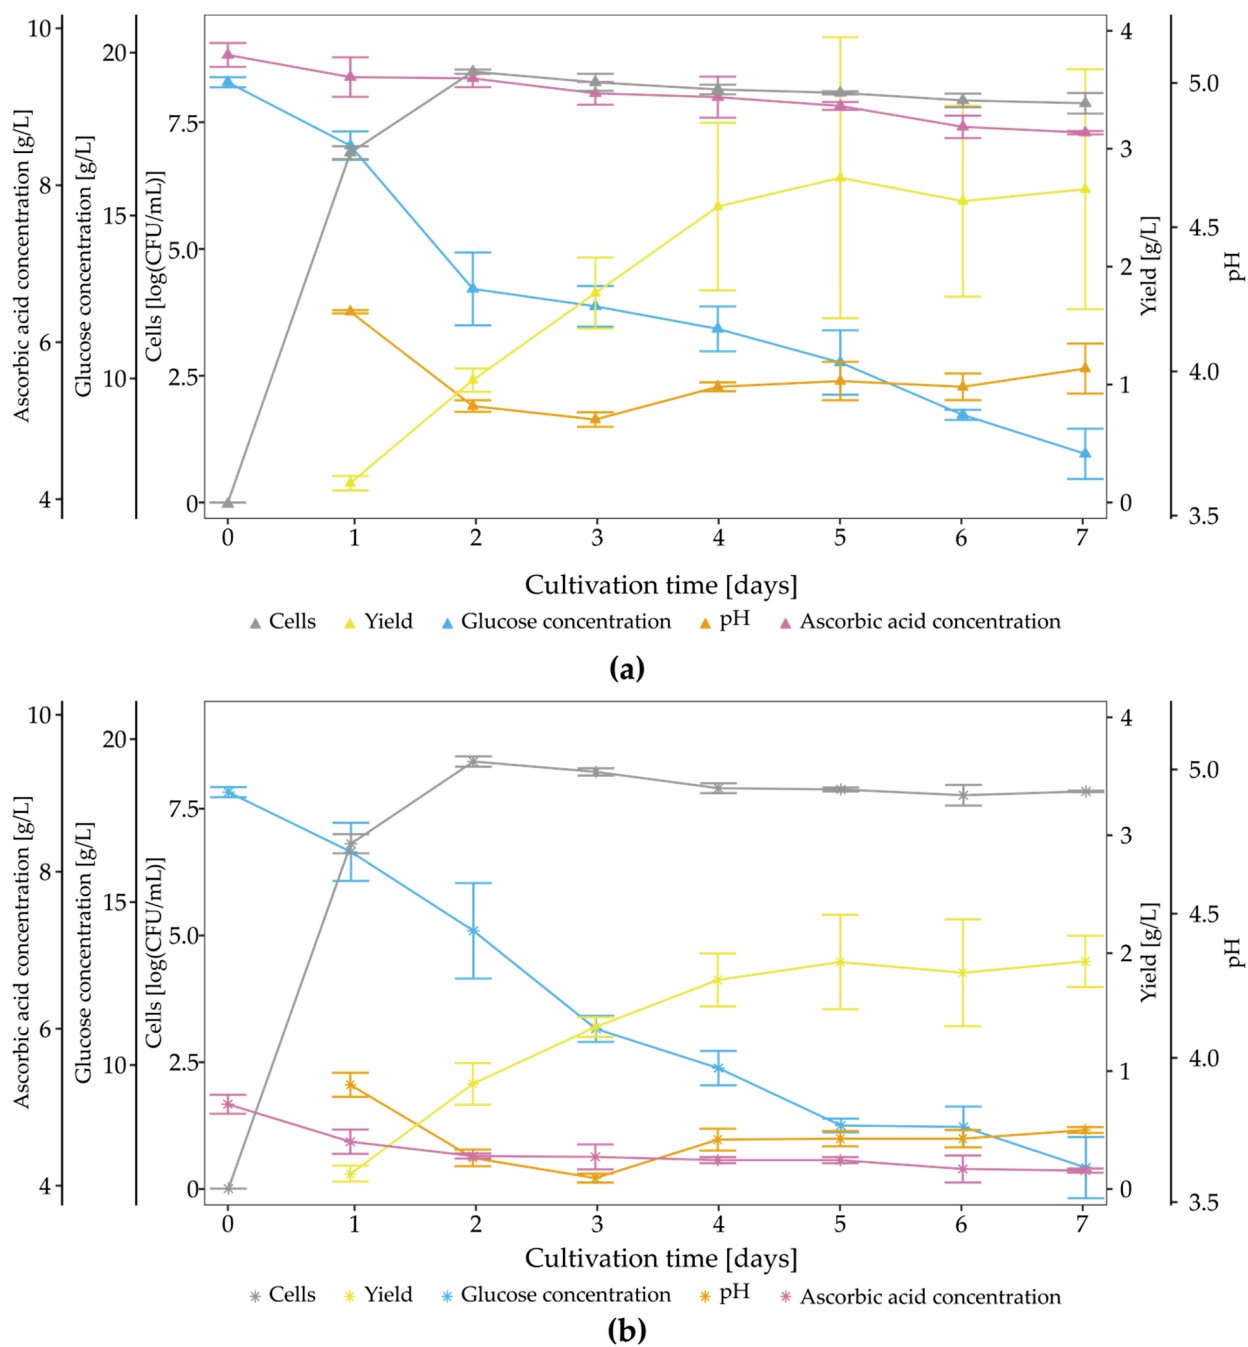 10
8
6
4
Ascorbic acid concentration [g/L]
20
15
10
Glucose concentration [g/L]
7.5
5.0
2.5
0
Cells [log(CFU/mL)]
4
3
2
1
0
Yield [g/L]
5.0
4.5
4.0
3.5
pH
0 1 2 3 4 5 6 7
Cultivation time [days]
Cells Yield Glucose concentration pH Ascorbic acid concentration
(a)
10
8
6
4
Ascorbic acid concentration [g/L]
20
15
10
Glucose concentration [g/L]
7.5
5.0
2.5
0
Cells [log(CFU/mL)]
4
3
2
1
0
Yield [g/L]
5.0
4.5
4.0
3.5
pH
0 1 2 3 4 5 6 7
Cultivation time [days]
Cells Yield Glucose concentration pH Ascorbic acid concentration
(b)